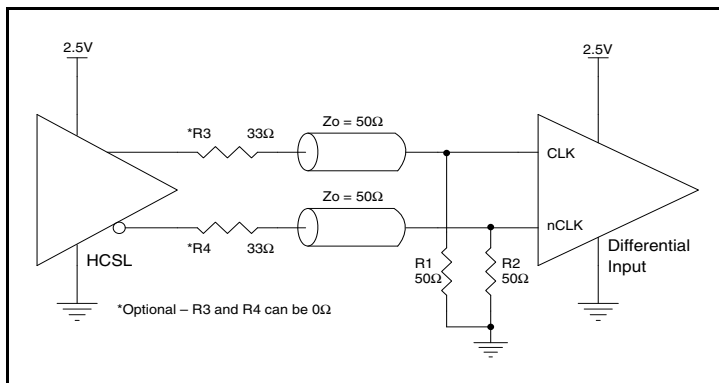 2.5V
2.5V
*R3 33Ω
Zo = 50Ω
CLK
Zo = 50Ω
nCLK
*R4 33Ω
HCSL
R1
50Ω
R2
50Ω
Differential
Input
*Optional – R3 and R4 can be 0Ω